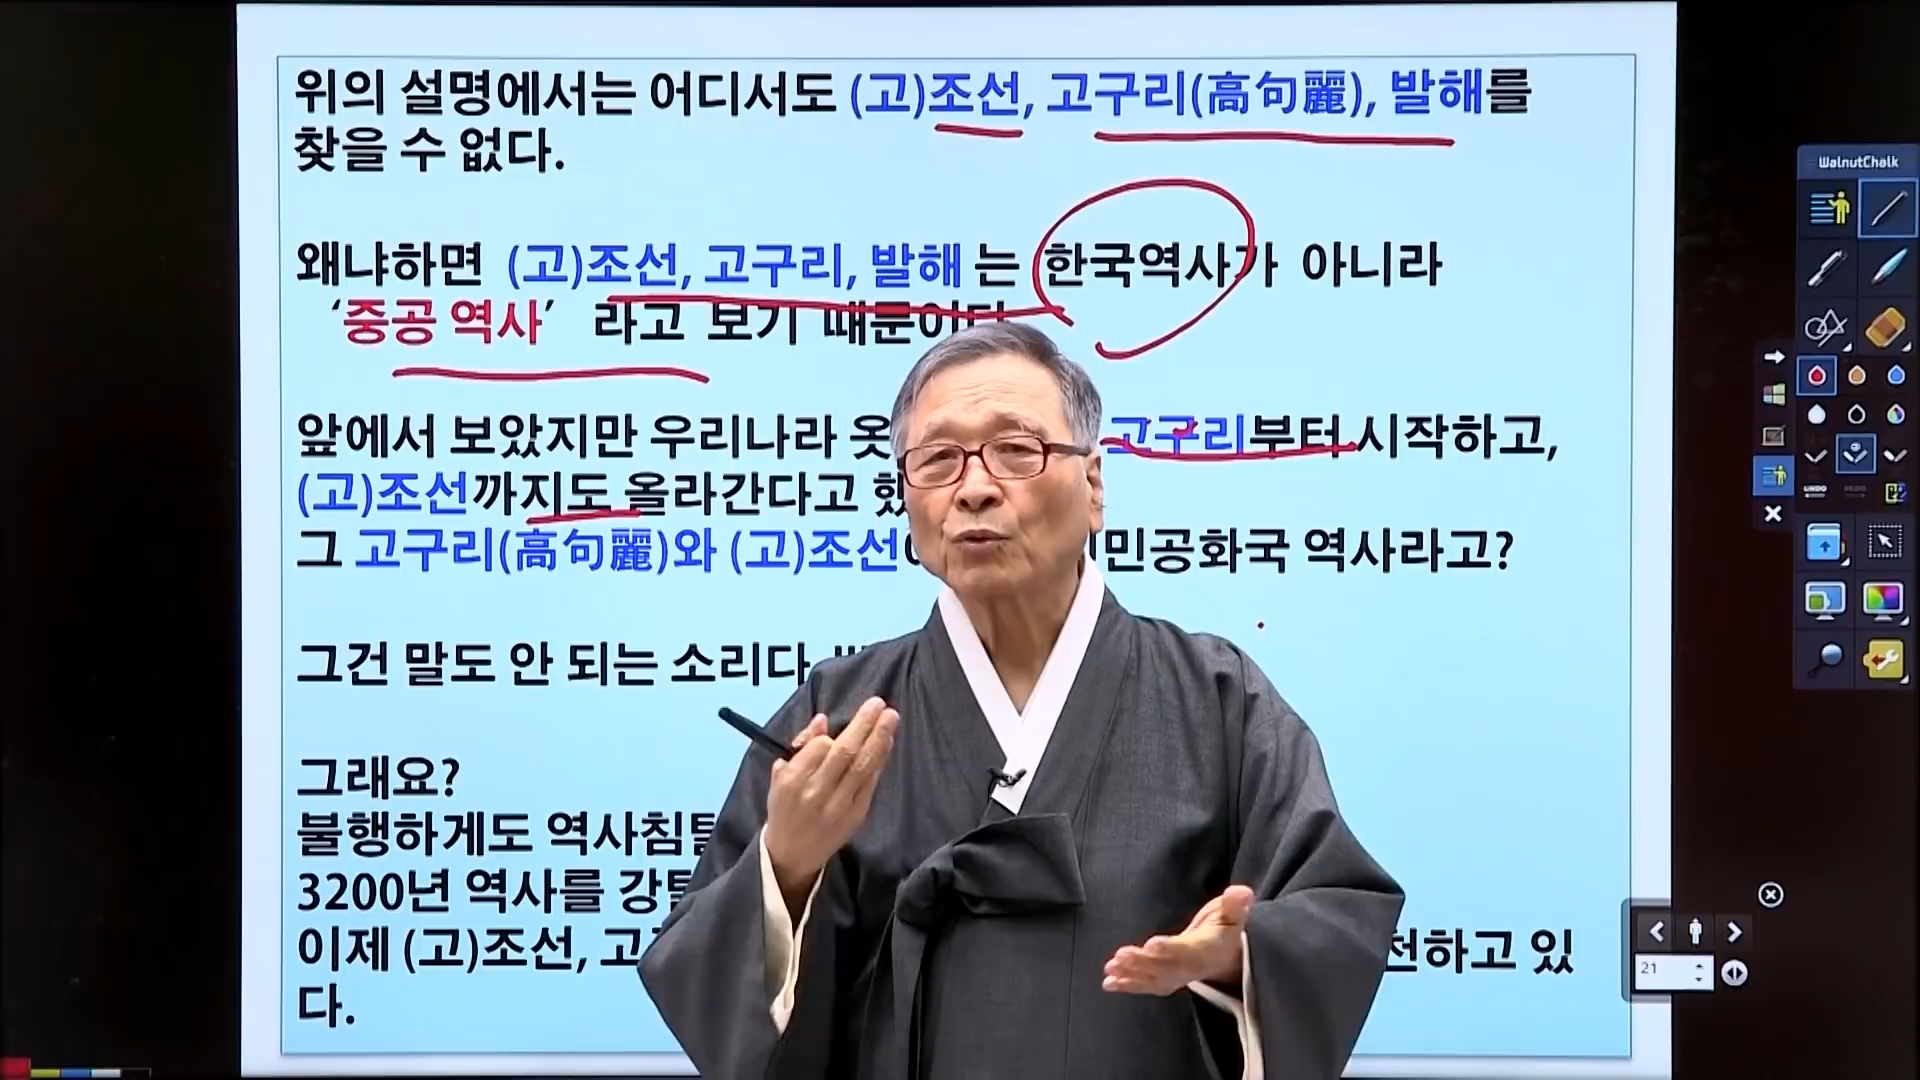 위의 설명에서는 어디서도 (고)조선, 고구리(高句麗), 발해를
찾을 수 없다.
왜냐하면 (고)조선, 고구리, 발해 는 한국역사가 아니라
‘중공 역사’ 라고 보기 때문이다
앞에서 보았지만 우리나라 옷 고구리부터 시작하고,
(고)조선까지도 올라간다고
그 고구리(高句麗)와 (고)조선 민공화국 역사라고?
그건 말도 안 되는 소리다
그래요?
불행하게도
3200년 역사를
이제 (고)조선, 하고 있
다.
WalnutChalk
UNDO
21